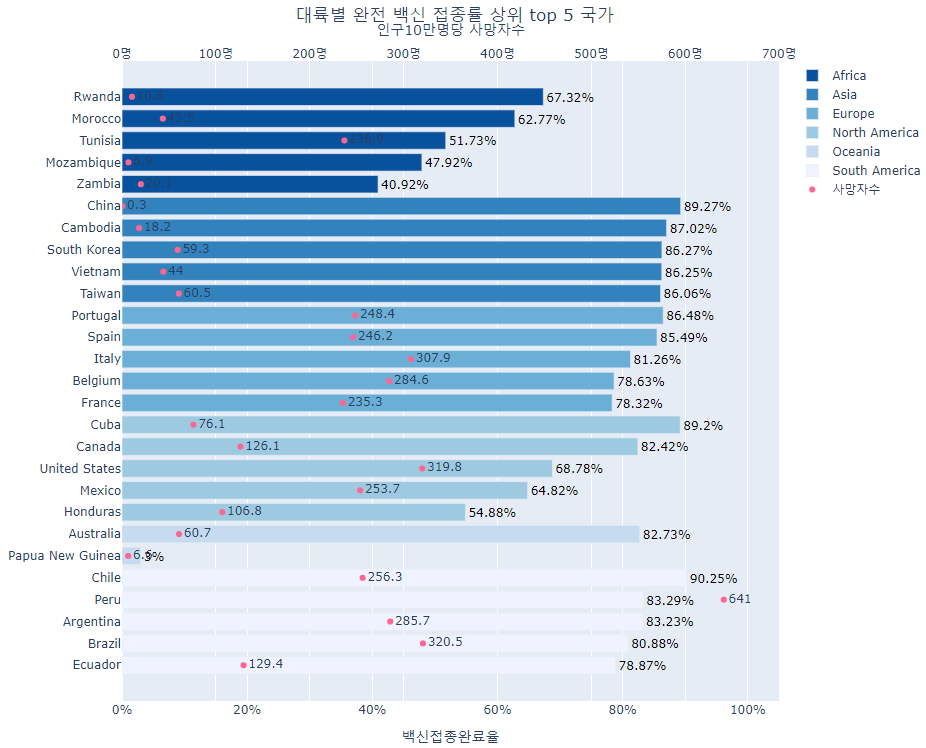 대륙별 완전 백신 접종률 상위 top 5 국가
인구10만명당 사망자수
0명 100명 200명 300명 400명 500명 600명 700명
Rwanda 67.32%
Morocco 43.5 62.77%
Tunisia 51.73%
Mozambique 47.92%
Zambia 40.92%
China 0.3 89.27%
Cambodia 18.2 87.02%
South Korea 59.3 86.27%
Vietnam 44 86.25%
Taiwan 60.5 86.06%
Portugal 248.4 86.48%
Spain 246.2 85.49%
Italy 307.9 81.26%
Belgium 284.6 78.63%
France 235.3 78.32%
Cuba 76.1 89.2%
Canada 126.1 82.42%
United States 319.8 68.78%
Mexico 253.7 64.82%
Honduras 106.8 54.88%
Australia 60.7 82.73%
Papua New Guinea 6.6 3%
Chile 256.3 90.25%
Peru 83.29% 641
Argentina 285.7 83.23%
Brazil 320.5 80.88%
Ecuador 129.4 78.87%
0% 20% 40% 60% 80% 100%
백신접종완료율
Africa
Asia
Europe
North America
Oceania
South America
사망자수